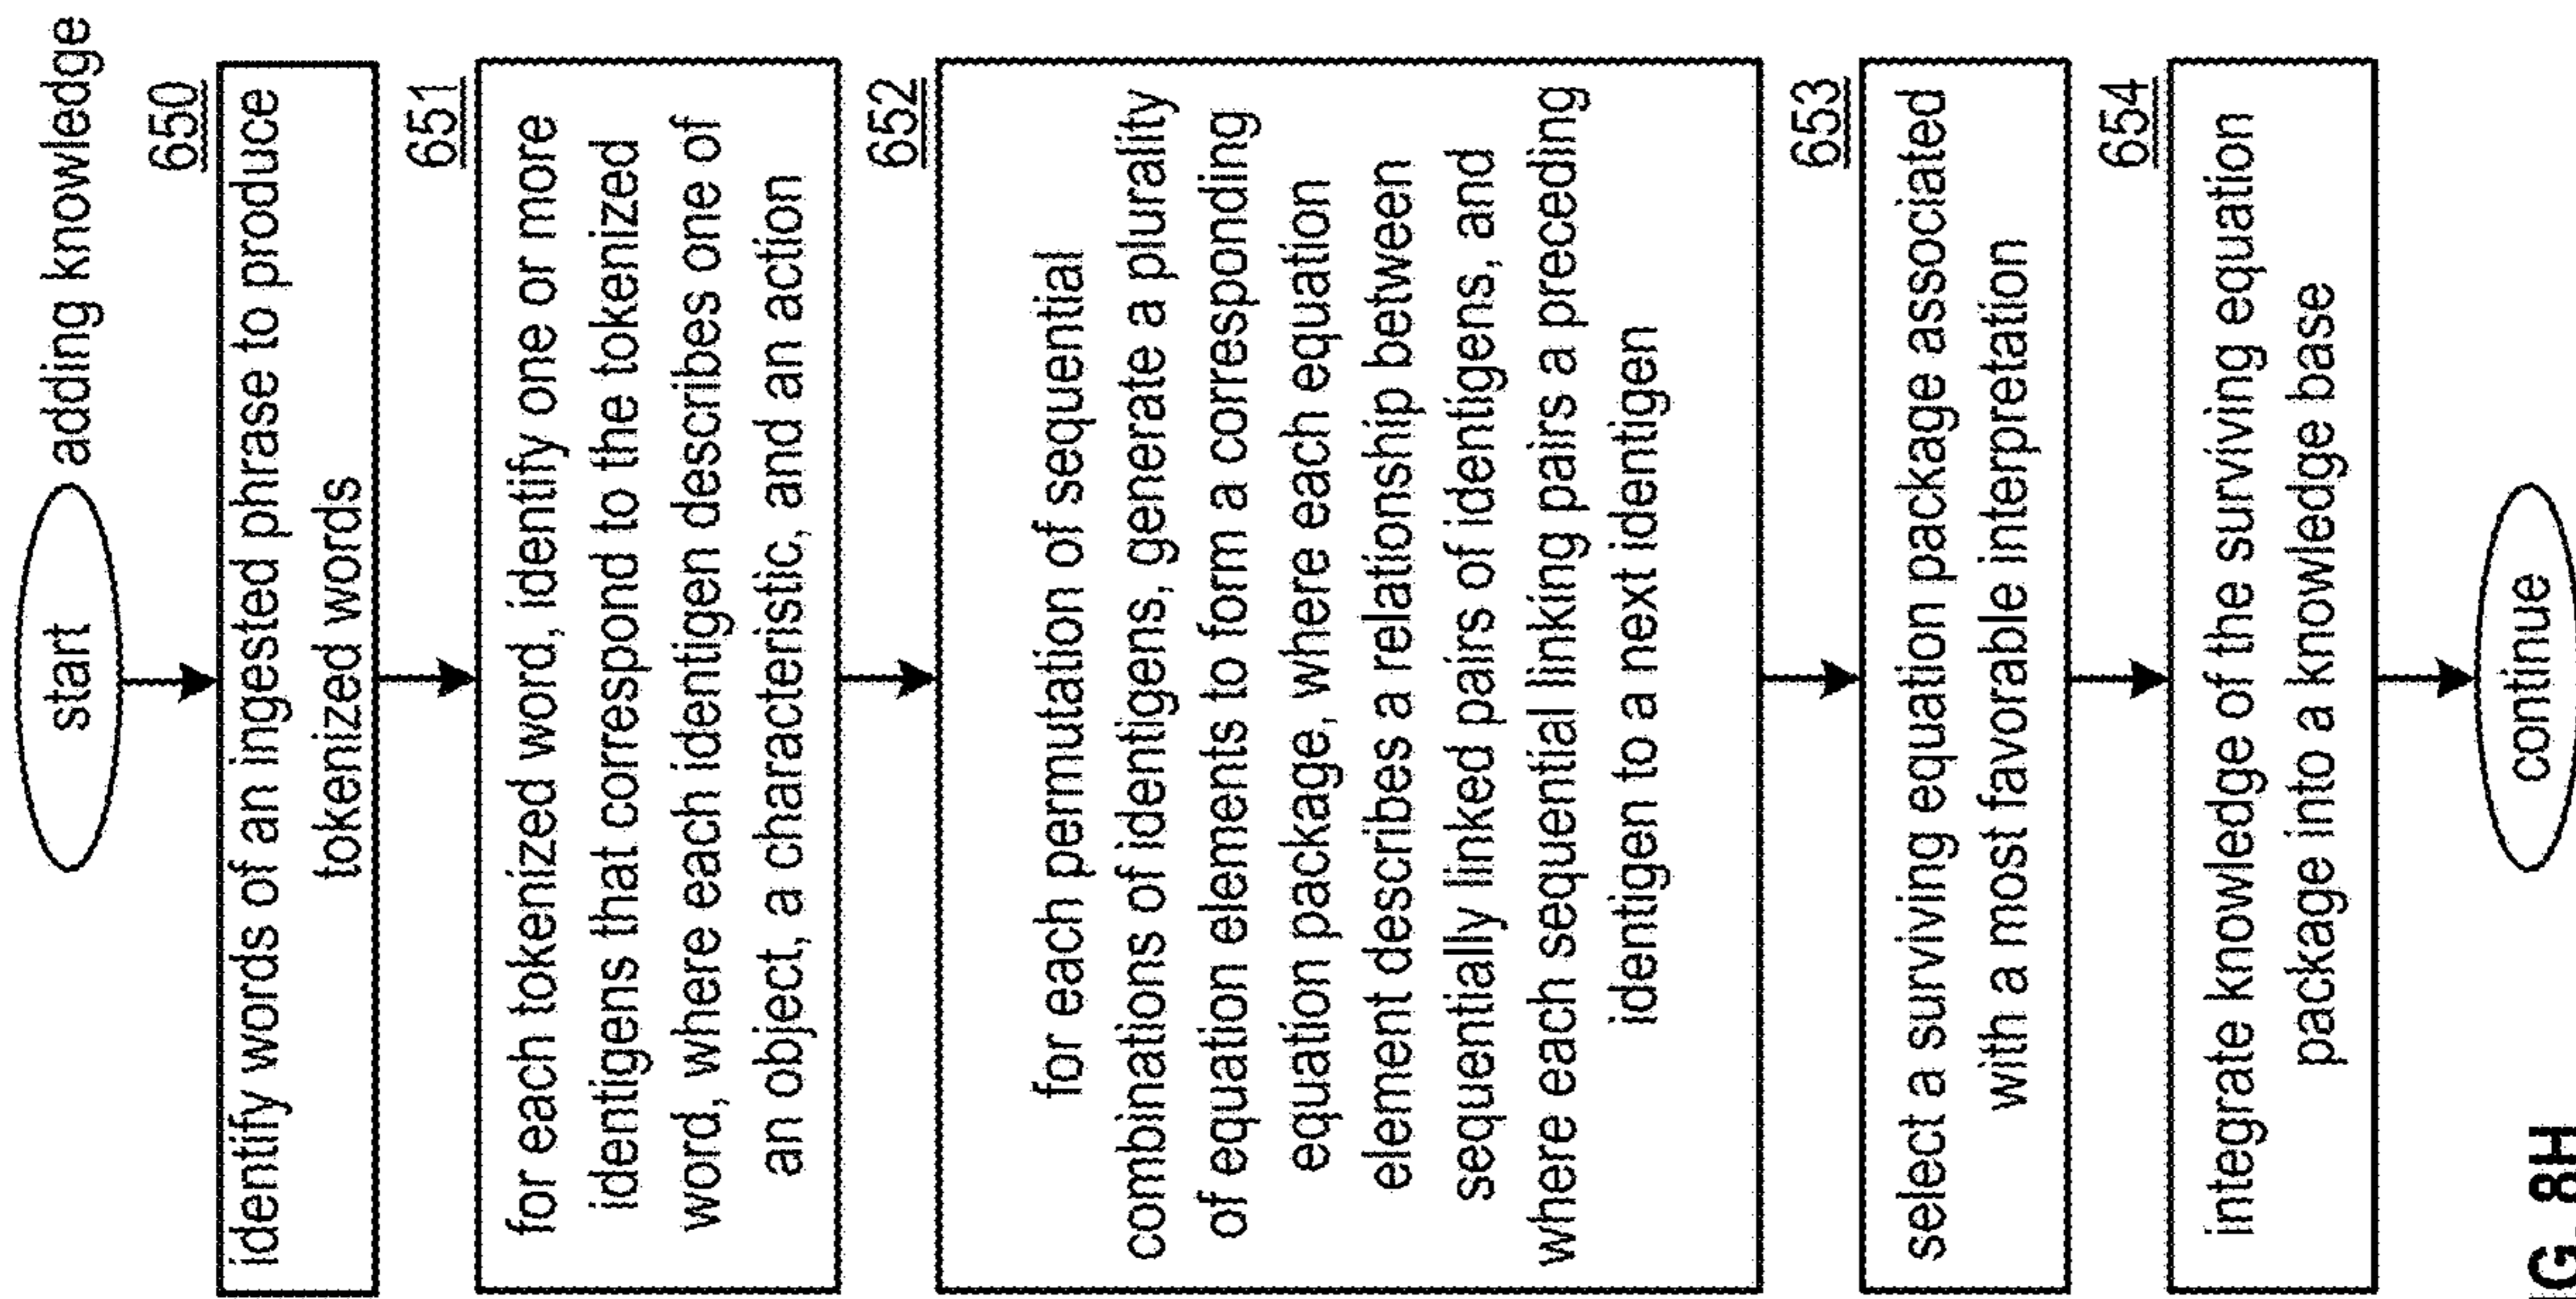 start
adding knowledge
650
identify words of an ingested phrase to produce
tokenized words
651
for each tokenized word, identify one or more
identigens that correspond to the tokenized
word, where each identigen describes one of
an object, a characteristic, and an action
652
for each permutation of sequential
combinations of identigens, generate a plurality
of equation elements to form a corresponding
equation package, where each equation
element describes a relationship between
sequentially linked pairs of identigens, and
where each sequential linking pairs a preceding
identigen to a next identigen
653
select a surviving equation package associated
with a most favorable interpretation
654
integrate knowledge of the surviving equation
package into a knowledge base
continue
IG. 8H